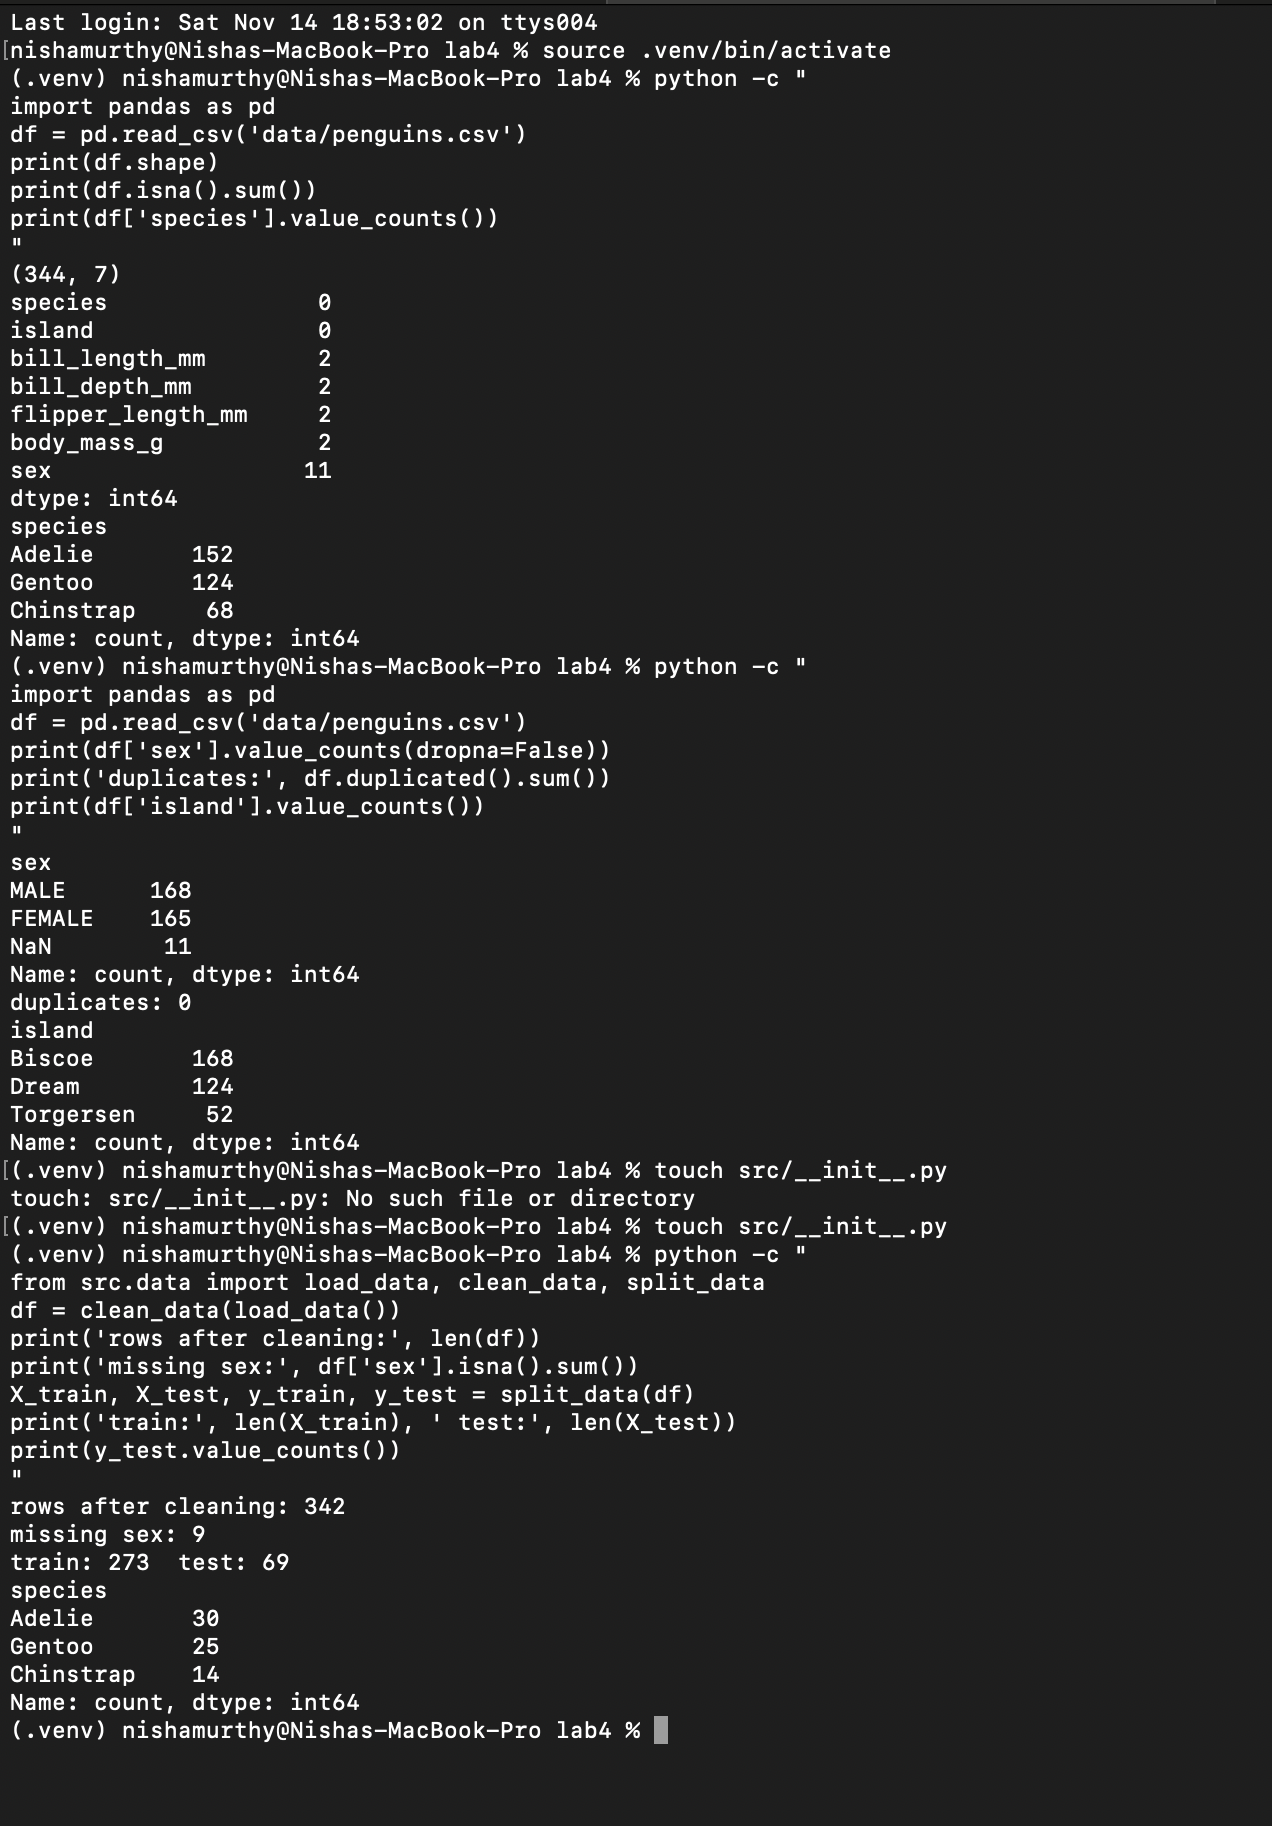 Last login: Sat Nov 14 18:53:02 on ttys004
[nishamurthy@Nishas-MacBook-Pro lab4 % source .venv/bin/activate
(.venv) nishamurthy@Nishas-MacBook-Pro lab4 % python -c "
import pandas as pd
df = pd.read_csv('data/penguins.csv')
print(df.shape)
print(df.isna().sum())
print(df['species'].value_counts())
"
(344, 7)
species               0
island                0
bill_length_mm        2
bill_depth_mm         2
flipper_length_mm     2
body_mass_g           2
sex                  11
dtype: int64
species
Adelie       152
Gentoo       124
Chinstrap     68
Name: count, dtype: int64
(.venv) nishamurthy@Nishas-MacBook-Pro lab4 % python -c "
import pandas as pd
df = pd.read_csv('data/penguins.csv')
print(df['sex'].value_counts(dropna=False))
print('duplicates:', df.duplicated().sum())
print(df['island'].value_counts())
"
sex
MALE      168
FEMALE    165
NaN        11
Name: count, dtype: int64
duplicates: 0
island
Biscoe       168
Dream        124
Torgersen     52
Name: count, dtype: int64
[(.venv) nishamurthy@Nishas-MacBook-Pro lab4 % touch src/__init__.py
touch: src/__init__.py: No such file or directory
[(.venv) nishamurthy@Nishas-MacBook-Pro lab4 % touch src/__init__.py
(.venv) nishamurthy@Nishas-MacBook-Pro lab4 % python -c "
from src.data import load_data, clean_data, split_data
df = clean_data(load_data())
print('rows after cleaning:', len(df))
print('missing sex:', df['sex'].isna().sum())
X_train, X_test, y_train, y_test = split_data(df)
print('train:', len(X_train), ' test:', len(X_test))
print(y_test.value_counts())
"
rows after cleaning: 342
missing sex: 9
train: 273  test: 69
species
Adelie       30
Gentoo       25
Chinstrap    14
Name: count, dtype: int64
(.venv) nishamurthy@Nishas-MacBook-Pro lab4 %